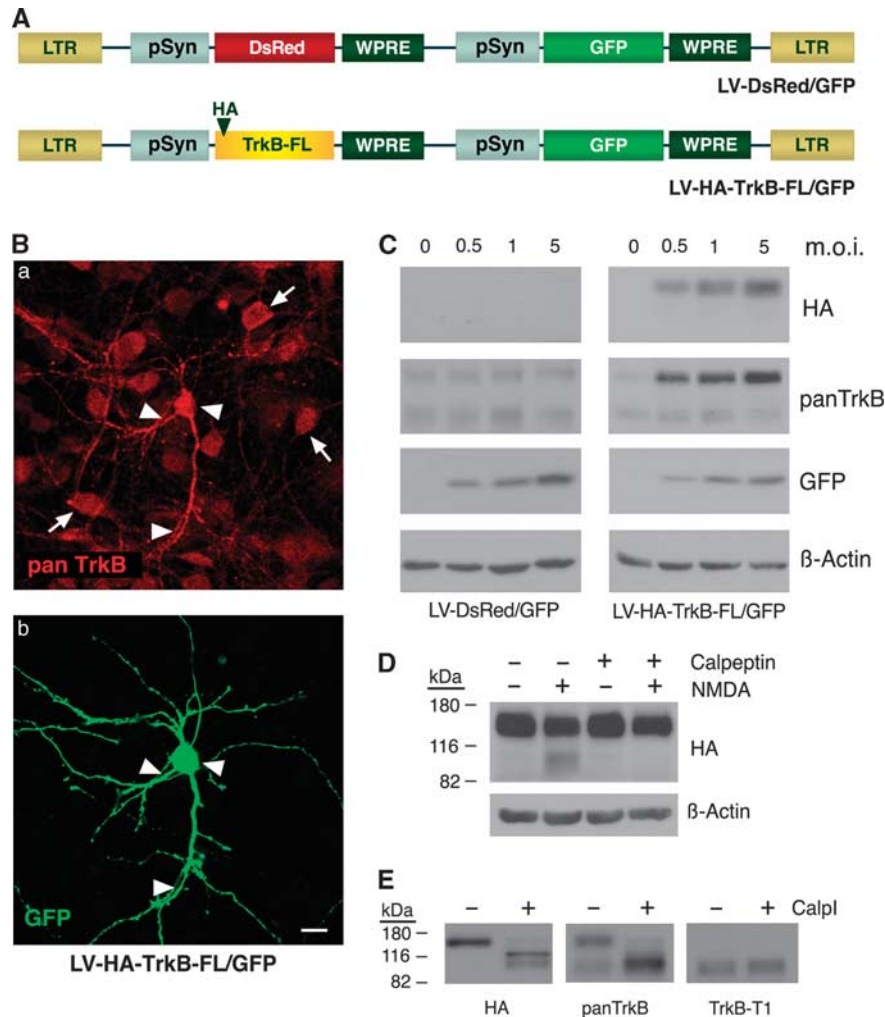 A
LTR pSyn DsRed WPRE pSyn GFP WPRE LTR
LV-DsRed/GFP
HA
LTR pSyn TrkB-FL WPRE pSyn GFP WPRE LTR
LV-HA-TrkB-FL/GFP
B
a
pan TrkB
b
GFP
LV-HA-TrkB-FL/GFP
C
0 0.5 1 5 0 0.5 1 5 m.o.i.
HA
panTrkB
GFP
ß-Actin
LV-DsRed/GFP LV-HA-TrkB-FL/GFP
D
– – + + Calpeptin
kDa – + – + NMDA
180 –
116 –
82 –
HA
ß-Actin
E
kDa – + – + – + CalpI
180 –
116 –
82 –
HA panTrkB TrkB-T1